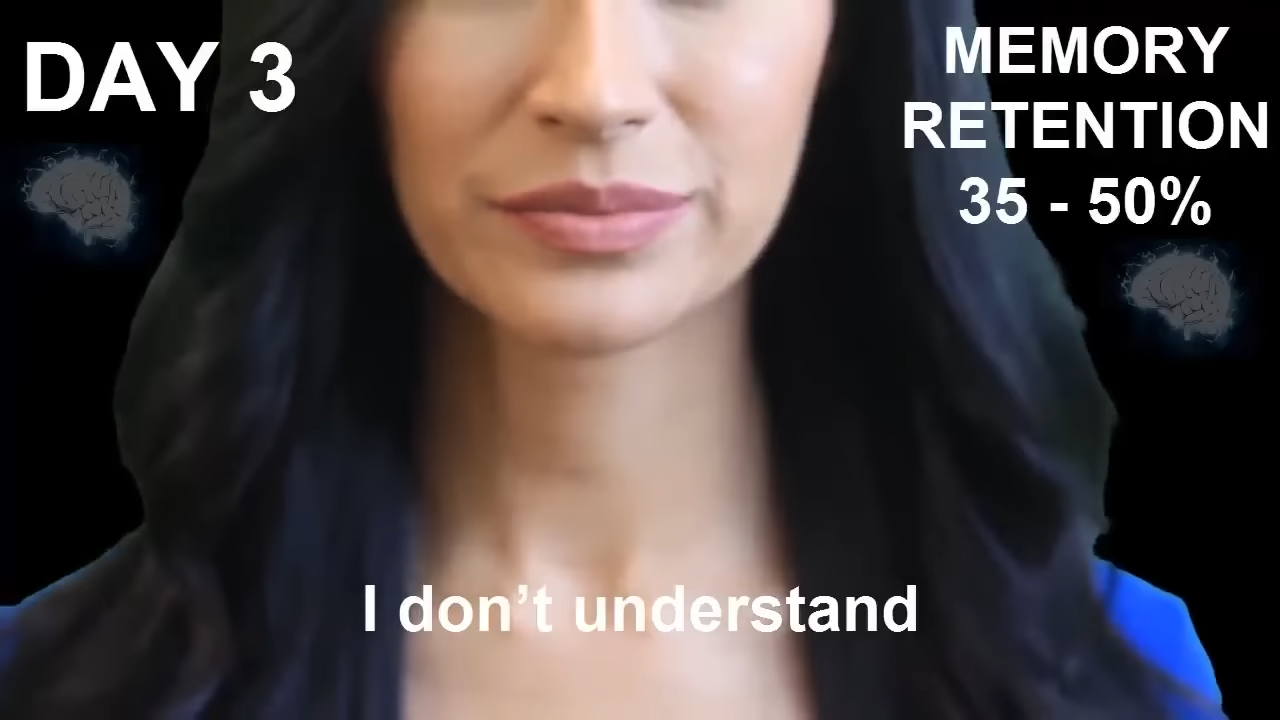 DAY 3
MEMORY
RETENTION
35 - 50%
I don’t understand